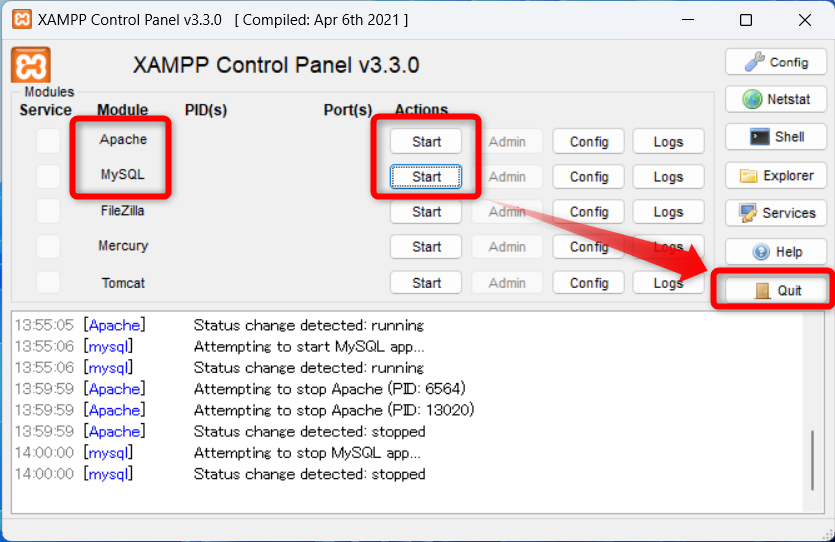 XAMPP Control Panel v3.3.0   [ Compiled: Apr 6th 2021 ]
XAMPP Control Panel v3.3.0
Modules
Service Module PID(s) Port(s) Actions
Apache Start Admin Config Logs
MySQL Start Admin Config Logs
FileZilla Start Admin Config Logs
Mercury Start Admin Config Logs
Tomcat Start Admin Config Logs
Config
Netstat
Shell
Explorer
Services
Help
Quit
13:55:05 [Apache] Status change detected: running
13:55:06 [mysql] Attempting to start MySQL app...
13:55:06 [mysql] Status change detected: running
13:59:59 [Apache] Attempting to stop Apache (PID: 6564)
13:59:59 [Apache] Attempting to stop Apache (PID: 13020)
13:59:59 [Apache] Status change detected: stopped
14:00:00 [mysql] Attempting to stop MySQL app...
14:00:00 [mysql] Status change detected: stopped